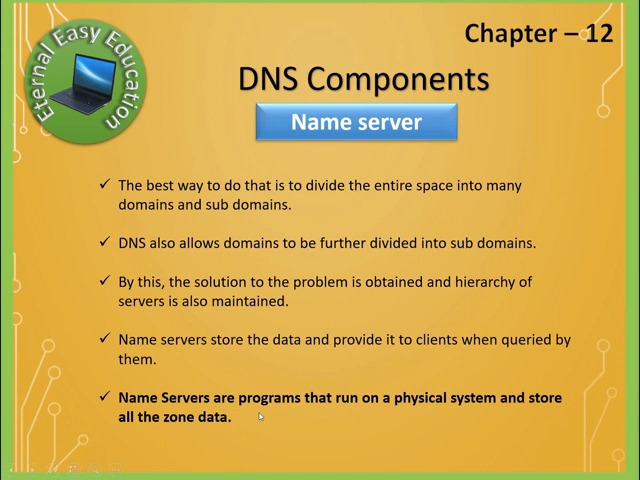 Chapter – 12
Eternal Easy Education
DNS Components
Name server
✓ The best way to do that is to divide the entire space into many
domains and sub domains.
✓ DNS also allows domains to be further divided into sub domains.
✓ By this, the solution to the problem is obtained and hierarchy of
servers is also maintained.
✓ Name servers store the data and provide it to clients when queried by
them.
✓ Name Servers are programs that run on a physical system and store
all the zone data.